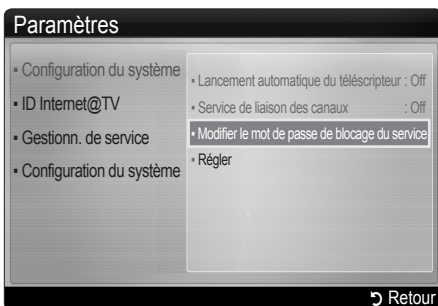 Paramètres
▪ Configuration du système
▪ ID Internet@TV
▪ Gestionn. de service
▪ Configuration du système
▪ Lancement automatique du téléscripteur : Off
▪ Service de liaison des canaux : Off
▪ Modifier le mot de passe de blocage du service
▪ Régler
Retour